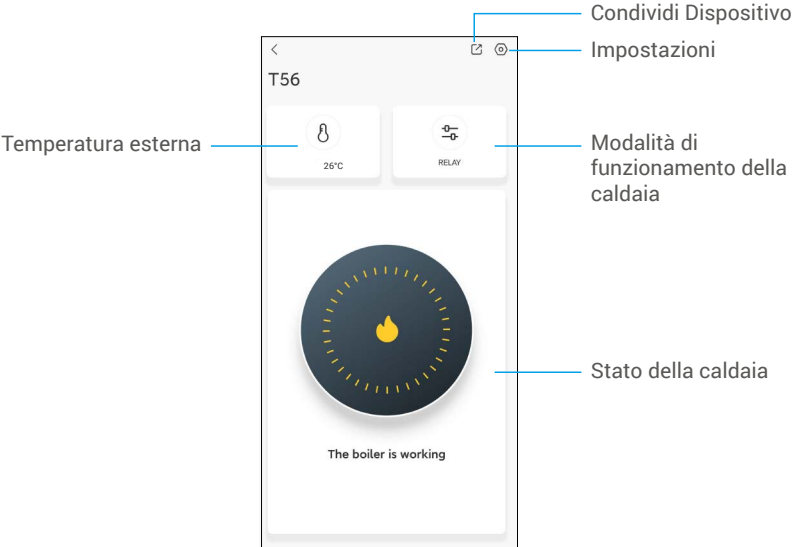 Condividi Dispositivo
Impostazioni
T56
Temperatura esterna
26°C
RELAY
Modalità di
funzionamento della
caldaia
Stato della caldaia
The boiler is working